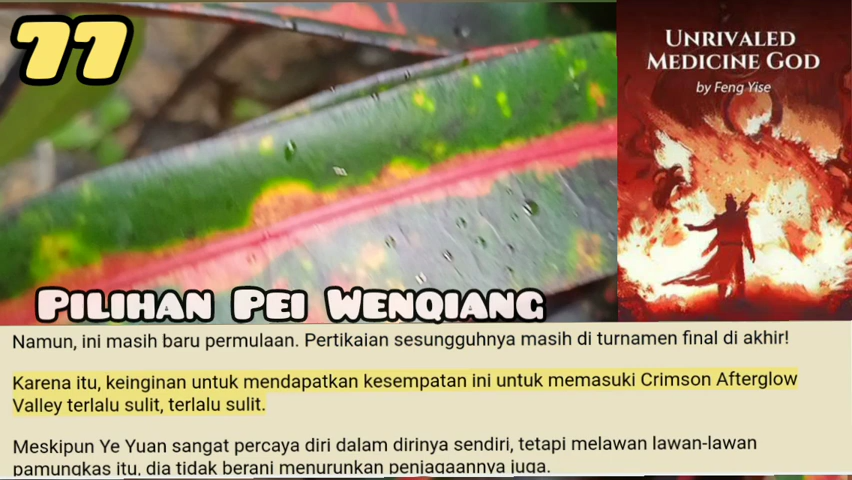 77
UNRIVALED
MEDICINE GOD
by Feng Yise
PILIHAN PEI WENQIANG
Namun, ini masih baru permulaan. Pertikaian sesungguhnya masih di turnamen final di akhir!
Karena itu, keinginan untuk mendapatkan kesempatan ini untuk memasuki Crimson Afterglow
Valley terlalu sulit, terlalu sulit.
Meskipun Ye Yuan sangat percaya diri dalam dirinya sendiri, tetapi melawan lawan-lawan
pamungkas itu, dia tidak berani menurunkan penjagaannya juga.